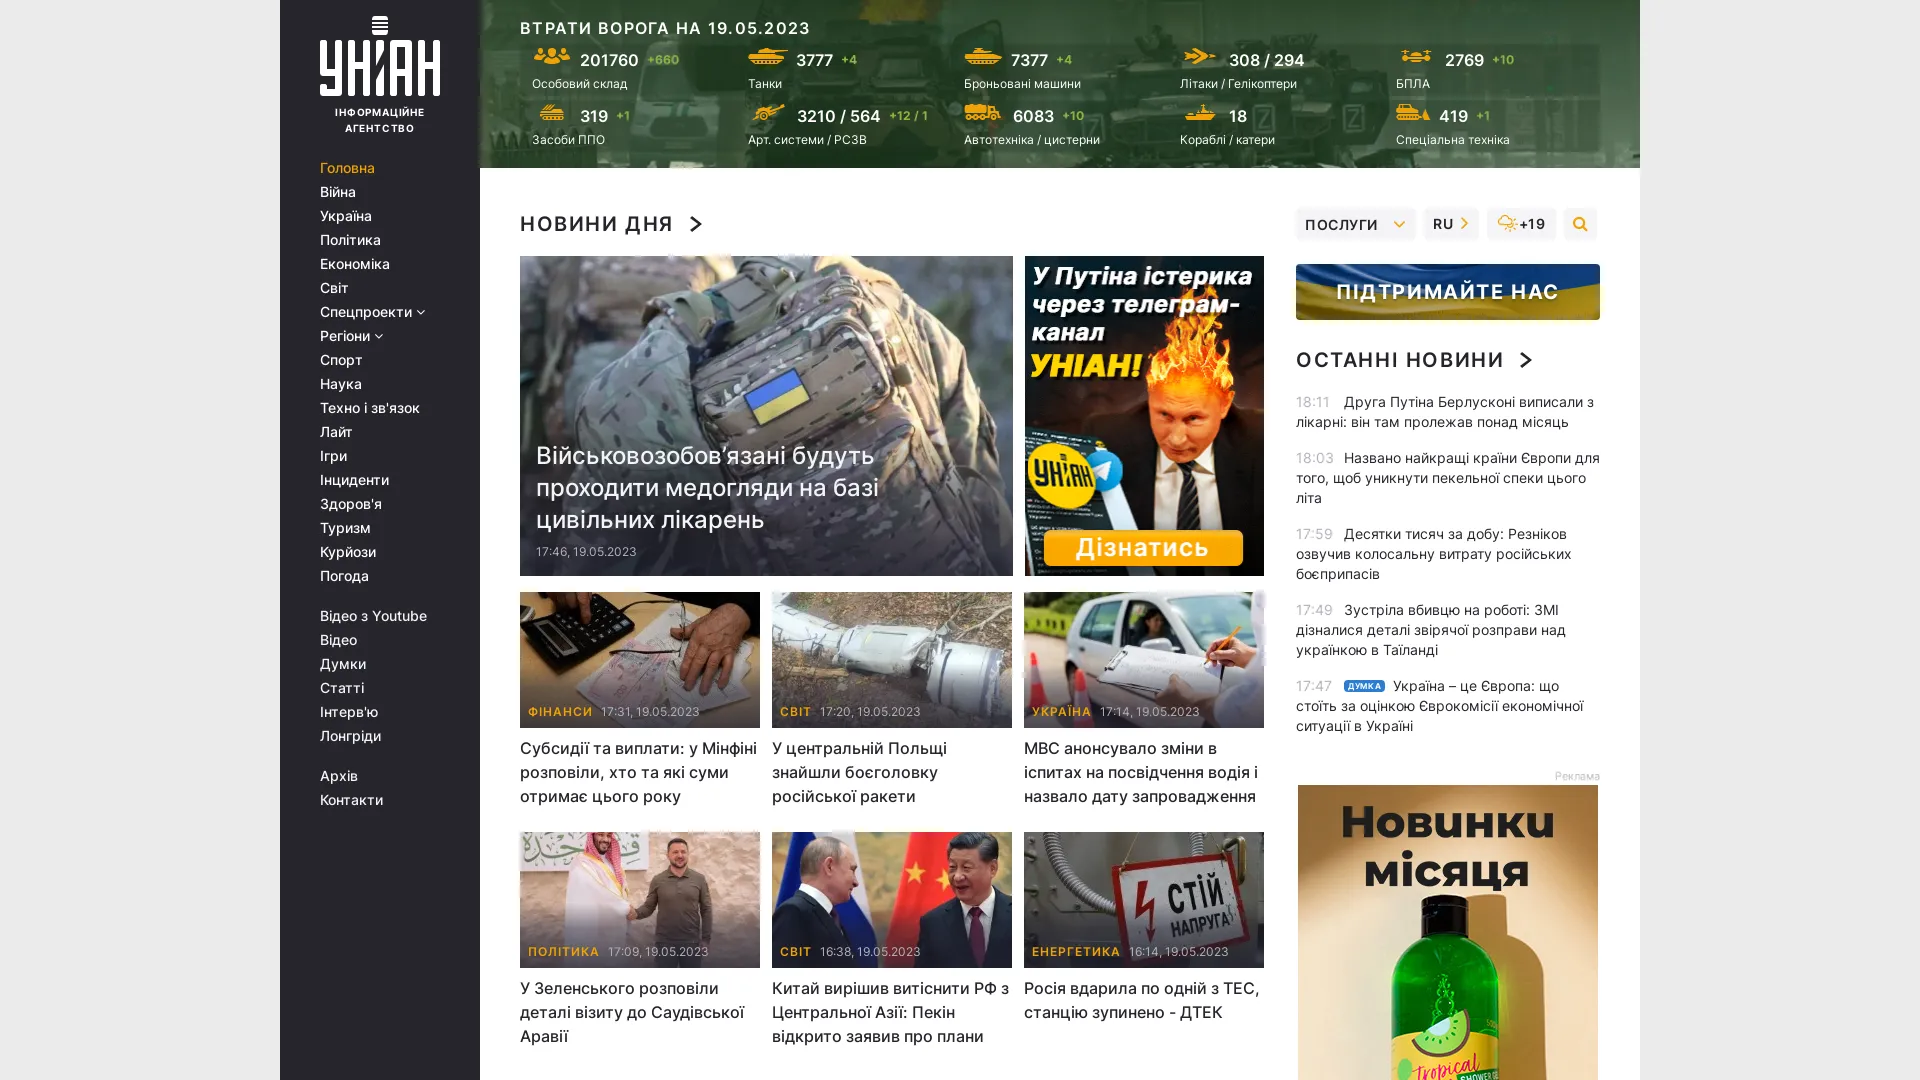 УНІАН
ІНФОРМАЦІЙНЕ
АГЕНТСТВО
Головна
Війна
Україна
Політика
Економіка
Світ
Спецпроекти
Регіони
Спорт
Наука
Техно і зв'язок
Лайт
Ігри
Інциденти
Здоров'я
Туризм
Курйози
Погода
Відео з Youtube
Відео
Думки
Статті
Інтерв'ю
Лонгріди
Архів
Контакти
ВТРАТИ ВОРОГА НА 19.05.2023
201760 +660
Особовий склад
3777 +4
Танки
7377 +4
Броньовані машини
308 / 294
Літаки / Гелікоптери
2769 +10
БПЛА
319 +1
Засоби ППО
3210 / 564 +12 / 1
Арт. системи / РСЗВ
6083 +10
Автотехніка / цистерни
18
Кораблі / катери
419 +1
Спеціальна техніка
НОВИНИ ДНЯ
ПОСЛУГИ
RU
+19
Військовозобов’язані будуть
проходити медогляди на базі
цивільних лікарень
17:46, 19.05.2023
У Путіна істерика
через телеграм-
канал
УНІАН!
УНІАН
Дізнатись
ФІНАНСИ 17:31, 19.05.2023
Субсидії та виплати: у Мінфіні
розповіли, хто та які суми
отримає цього року
СВІТ 17:20, 19.05.2023
У центральній Польщі
знайшли боєголовку
російської ракети
УКРАЇНА 17:14, 19.05.2023
МВС анонсувало зміни в
іспитах на посвідчення водія і
назвало дату запровадження
ПОЛІТИКА 17:09, 19.05.2023
У Зеленського розповіли
деталі візиту до Саудівської
Аравії
СВІТ 16:38, 19.05.2023
Китай вирішив витіснити РФ з
Центральної Азії: Пекін
відкрито заявив про плани
СТІЙ
НАПРУГА
ЕНЕРГЕТИКА 16:14, 19.05.2023
Росія вдарила по одній з ТЕС,
станцію зупинено - ДТЕК
ПІДТРИМАЙТЕ НАС
ОСТАННІ НОВИНИ
18:11 Друга Путіна Берлусконі виписали з
лікарні: він там пролежав понад місяць
18:03 Названо найкращі країни Європи для
того, щоб уникнути пекельної спеки цього
літа
17:59 Десятки тисяч за добу: Резніков
озвучив колосальну витрату російських
боєприпасів
17:49 Зустріла вбивцю на роботі: ЗМІ
дізналися деталі звірячої розправи над
українкою в Таїланді
17:47 ДУМКА Україна – це Європа: що
стоїть за оцінкою Єврокомісії економічної
ситуації в Україні
Реклама
Новинки
місяця
tropical
SHOWER GEL